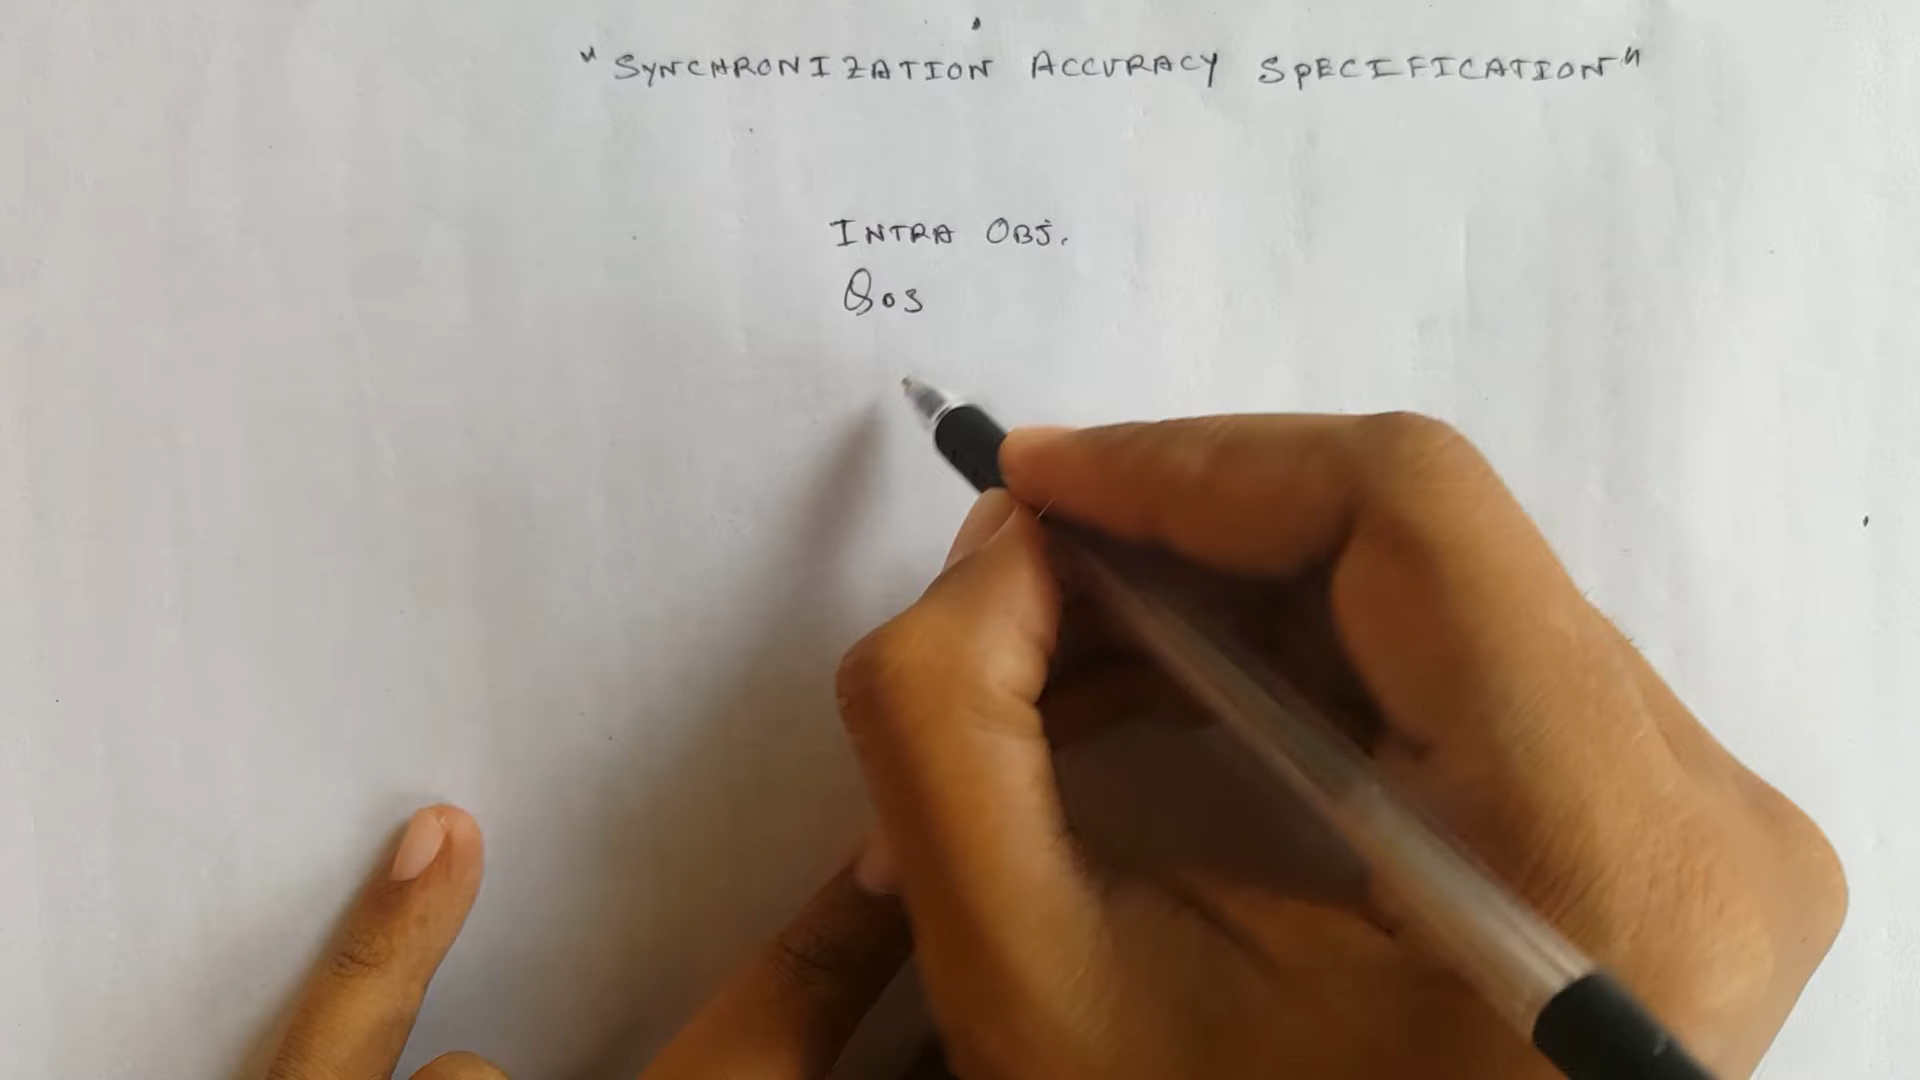 "SYNCHRONIZATION ACCURACY SPECIFICATION"
INTRA OBJ.
QOS